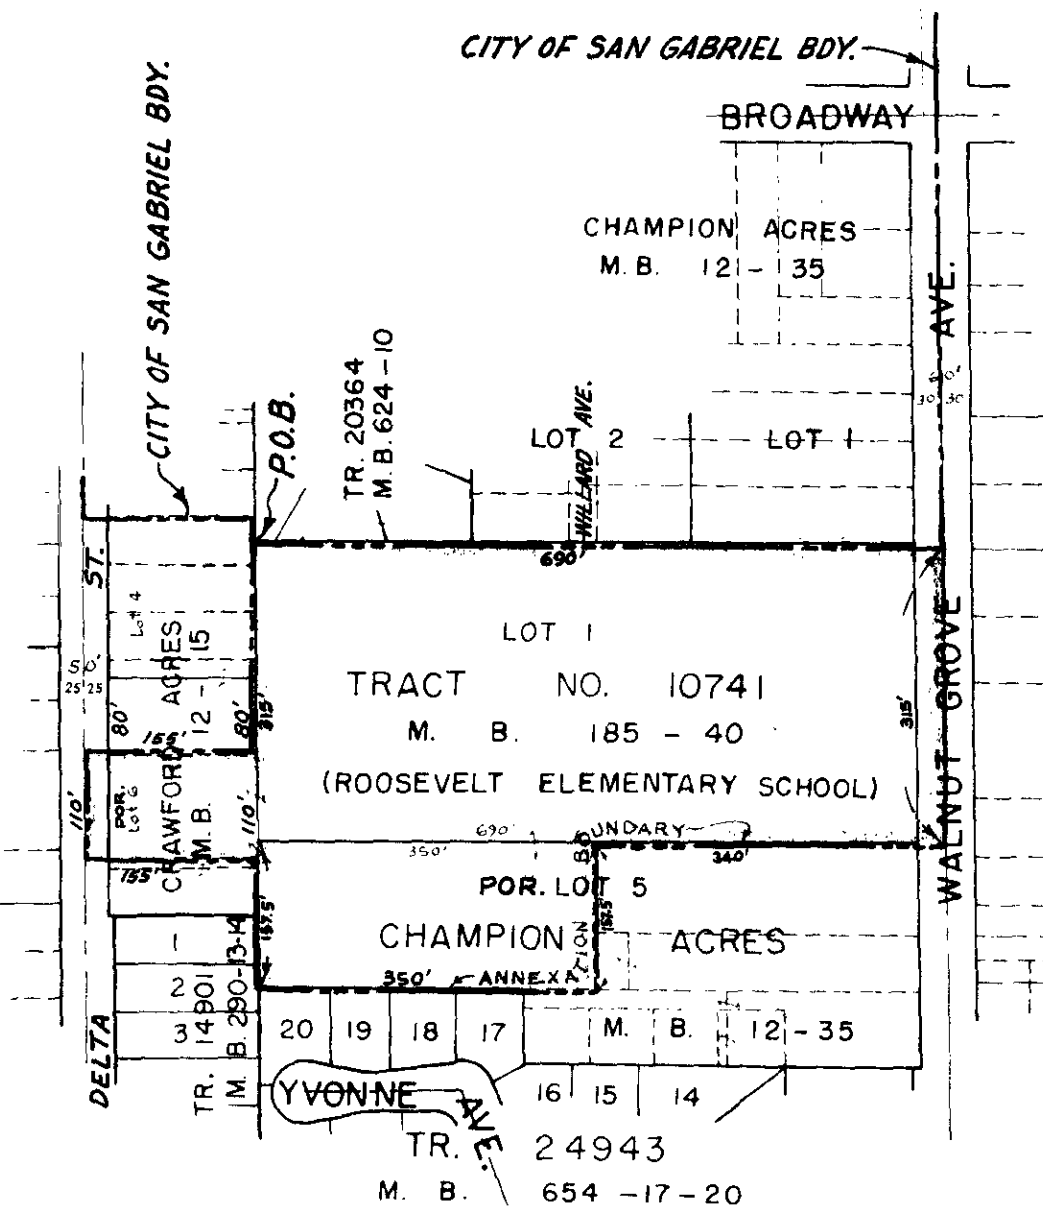 CITY OF SAN GABRIEL BDY.
BROADWAY
CITY OF SAN GABRIEL BDY.
CHAMPION ACRES
M. B. 12 - 35
AVE.
60'
30 30
P.O.B.
TR. 20364
M. B. 624 - 10
WILLARD AVE.
LOT 2
LOT 1
690'
ST.
Lot 4
CRAWFORD ACRES
M. B. 12 - 15
50'
25' 25
80'
80'
315'
155'
LOT 1
TRACT NO. 10741
M. B. 185 - 40
(ROOSEVELT ELEMENTARY SCHOOL)
315'
WALNUT GROVE
110'
POR.
Lot 6
110'
155'
690'
350'
ANNEXATION BOUNDARY
340'
POR. LOT 5
157.5'
157.5'
CHAMPION ACRES
350'
1
2
3
TR. 14901
M. B. 290-13-14
20 19 18 17
M. B. 12 - 35
DELTA
YVONNE AVE.
16 15 14
TR. 24943
M. B. 654 - 17 - 20